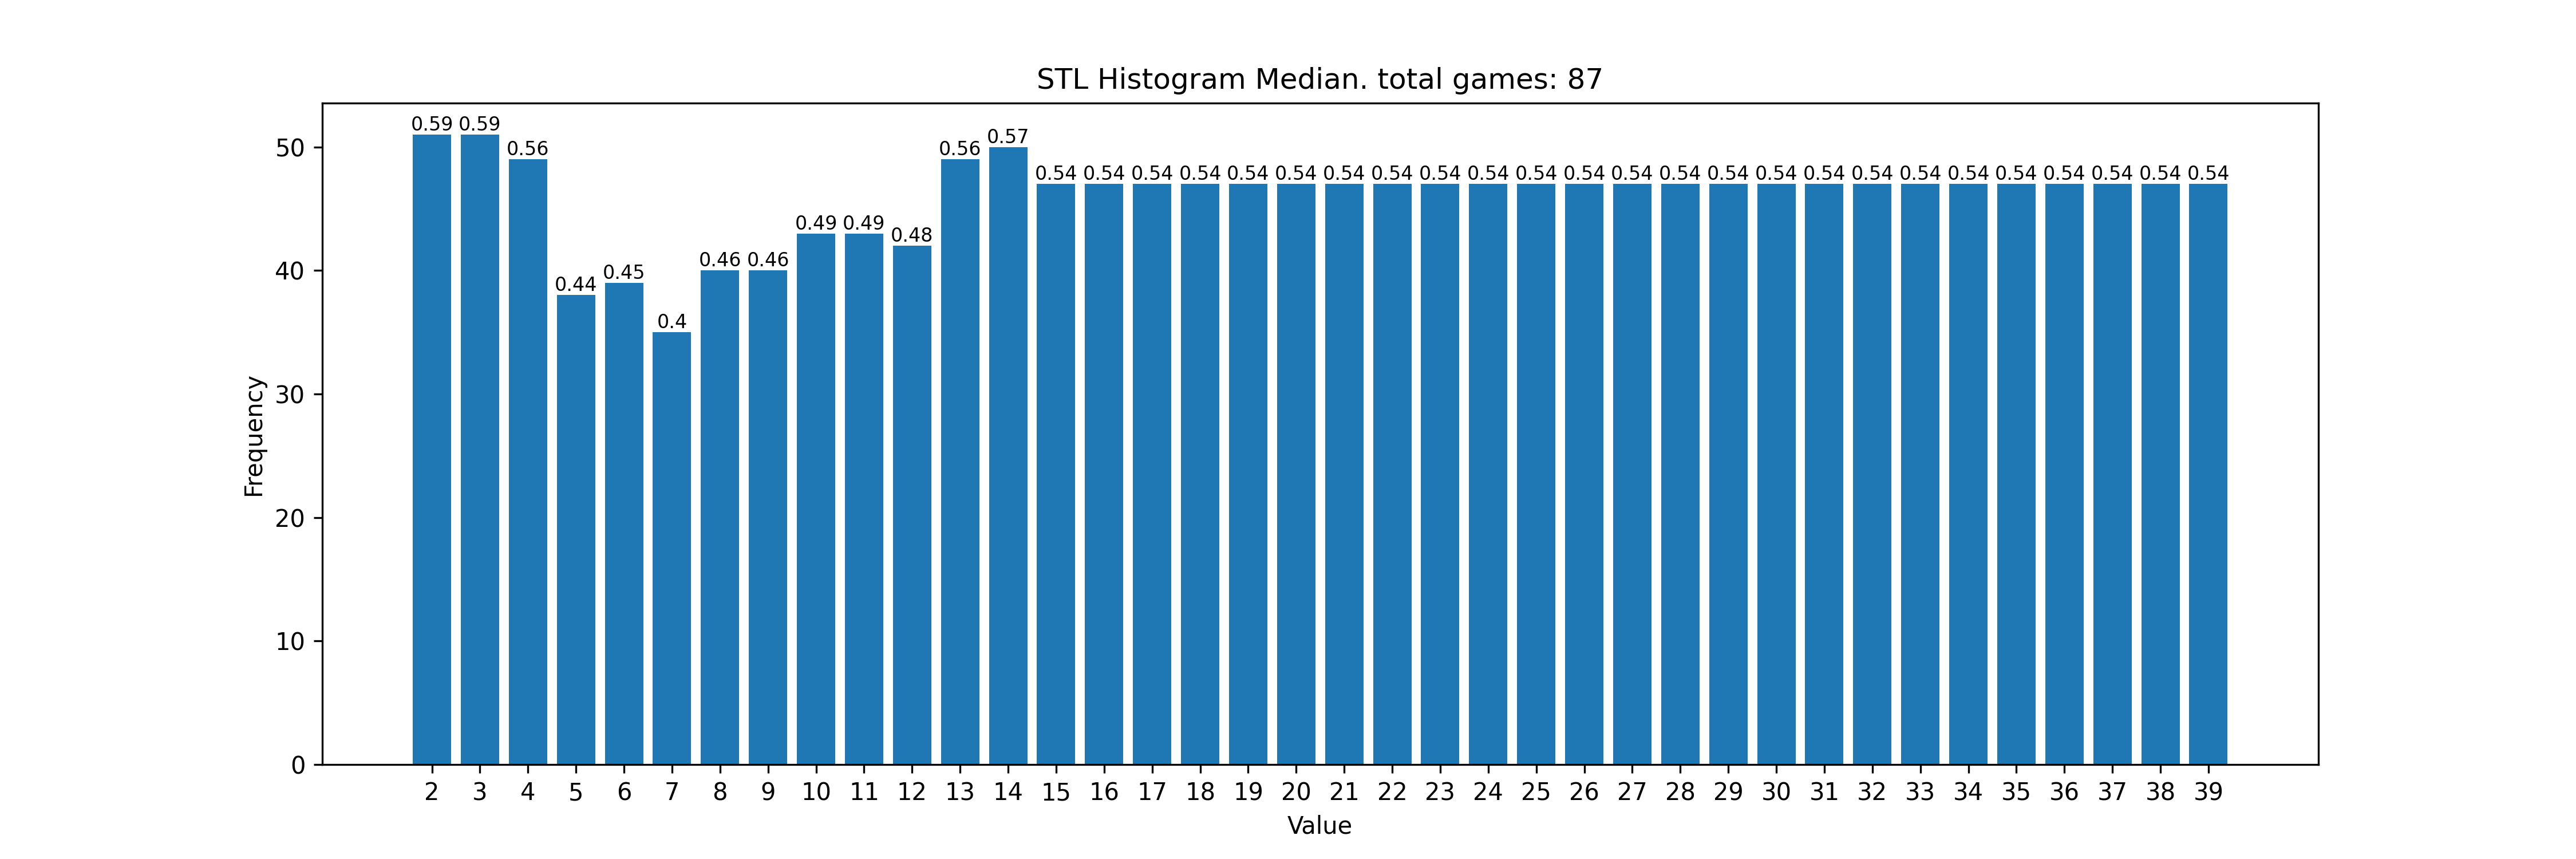 STL Histogram Median. total games: 87
Frequency
50
40
30
20
10
0
0.59 0.59 0.56 0.44 0.45 0.4 0.46 0.46 0.49 0.49 0.48 0.56 0.57 0.54 0.54 0.54 0.54 0.54 0.54 0.54 0.54 0.54 0.54 0.54 0.54 0.54 0.54 0.54 0.54 0.54 0.54 0.54 0.54 0.54 0.54 0.54 0.54 0.54
2 3 4 5 6 7 8 9 10 11 12 13 14 15 16 17 18 19 20 21 22 23 24 25 26 27 28 29 30 31 32 33 34 35 36 37 38 39
Value